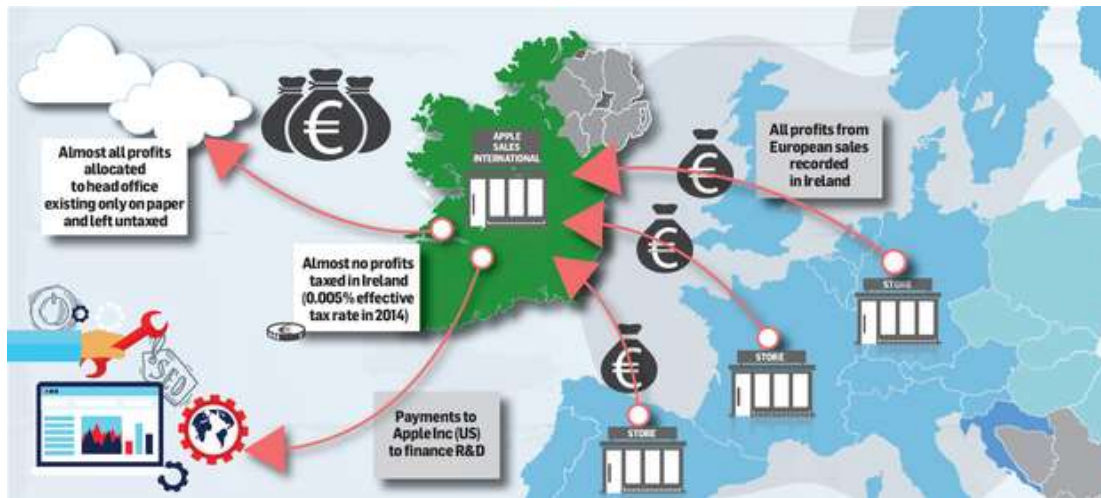 Almost all profits
allocated
to head office
existing only on paper
and left untaxed
€
APPLE
SALES
INTERNATIONAL
Almost no profits
taxed in Ireland
(0.005% effective
tax rate in 2014)
€
All profits from
European sales
recorded
in Ireland
€
€
STORE
STORE
STORE
Payments to
Apple Inc (US)
to finance R&D
SEO